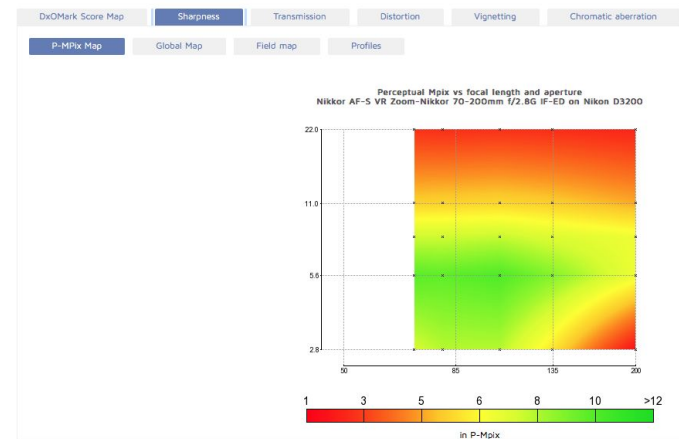 DxOMark Score Map Sharpness Transmission Distortion Vignetting Chromatic aberration
P-MPix Map Global Map Field map Profiles
Perceptual Mpix vs focal length and aperture
Nikkor AF-S VR Zoom-Nikkor 70-200mm f/2.8G IF-ED on Nikon D3200
22.0
11.0
5.6
2.8
50 85 135 200
1 3 5 6 8 10 >12
in P-Mpix